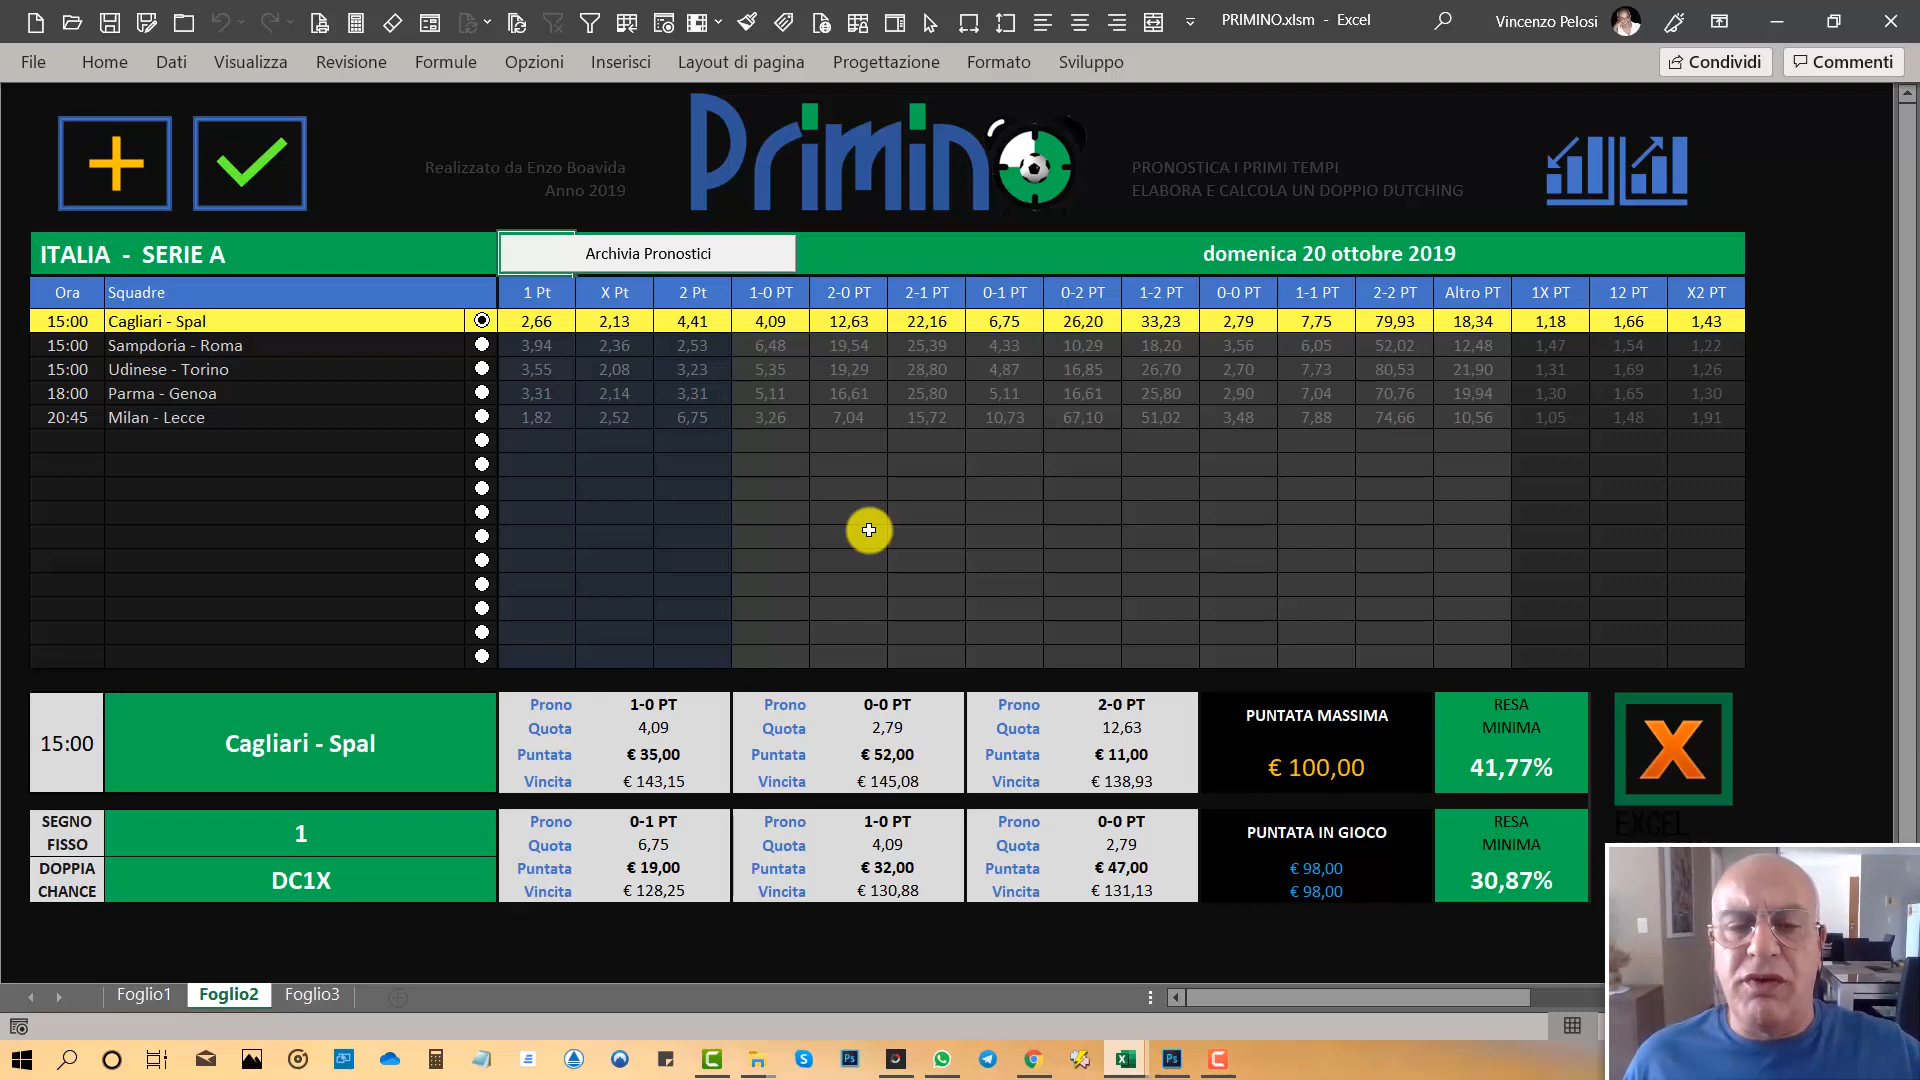 PRIMINO.xlsm - Excel
Vincenzo Pelosi
File Home Dati Visualizza Revisione Formule Opzioni Inserisci Layout di pagina Progettazione Formato Sviluppo
Condividi Commenti
Realizzato da Enzo Boavida
Anno 2019
Primino
PRONOSTICA I PRIMI TEMPI
ELABORA E CALCOLA UN DOPPIO DUTCHING
ITALIA - SERIE A
Archivia Pronostici
domenica 20 ottobre 2019
Ora Squadre 1 Pt X Pt 2 Pt 1-0 PT 2-0 PT 2-1 PT 0-1 PT 0-2 PT 1-2 PT 0-0 PT 1-1 PT 2-2 PT Altro PT 1X PT 12 PT X2 PT
15:00 Cagliari - Spal 2,66 2,13 4,41 4,09 12,63 22,16 6,75 26,20 33,23 2,79 7,75 79,93 18,34 1,18 1,66 1,43
15:00 Sampdoria - Roma 3,94 2,36 2,53 6,48 19,54 25,39 4,33 10,29 18,20 3,56 6,05 52,02 12,48 1,47 1,54 1,22
15:00 Udinese - Torino 3,55 2,08 3,23 5,35 19,29 28,80 4,87 16,85 26,70 2,70 7,73 80,53 21,90 1,31 1,69 1,26
18:00 Parma - Genoa 3,31 2,14 3,31 5,11 16,61 25,80 5,11 16,61 25,80 2,90 7,04 70,76 19,94 1,30 1,65 1,30
20:45 Milan - Lecce 1,82 2,52 6,75 3,26 7,04 15,72 10,73 67,10 51,02 3,48 7,88 74,66 10,56 1,05 1,48 1,91
15:00
Cagliari - Spal
Prono 1-0 PT
Quota 4,09
Puntata € 35,00
Vincita € 143,15
Prono 0-0 PT
Quota 2,79
Puntata € 52,00
Vincita € 145,08
Prono 2-0 PT
Quota 12,63
Puntata € 11,00
Vincita € 138,93
PUNTATA MASSIMA
€ 100,00
RESA
MINIMA
41,77%
X
EXCEL
SEGNO
FISSO
1
DOPPIA
CHANCE
DC1X
Prono 0-1 PT
Quota 6,75
Puntata € 19,00
Vincita € 128,25
Prono 1-0 PT
Quota 4,09
Puntata € 32,00
Vincita € 130,88
Prono 0-0 PT
Quota 2,79
Puntata € 47,00
Vincita € 131,13
PUNTATA IN GIOCO
€ 98,00
€ 98,00
RESA
MINIMA
30,87%
Foglio1 Foglio2 Foglio3